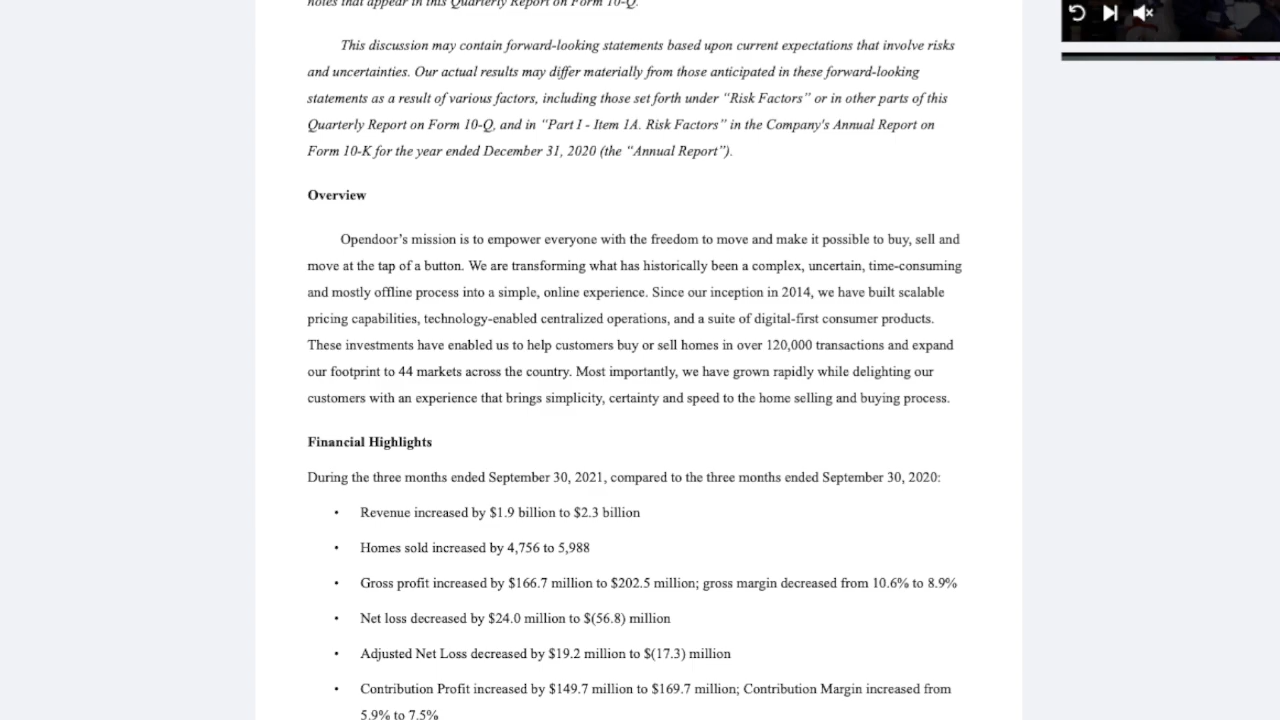 notes that appear in this Quarterly Report on Form 10-Q.
This discussion may contain forward-looking statements based upon current expectations that involve risks
and uncertainties. Our actual results may differ materially from those anticipated in these forward-looking
statements as a result of various factors, including those set forth under “Risk Factors” or in other parts of this
Quarterly Report on Form 10-Q, and in “Part I - Item 1A. Risk Factors” in the Company's Annual Report on
Form 10-K for the year ended December 31, 2020 (the “Annual Report”).
Overview
Opendoor’s mission is to empower everyone with the freedom to move and make it possible to buy, sell and
move at the tap of a button. We are transforming what has historically been a complex, uncertain, time-consuming
and mostly offline process into a simple, online experience. Since our inception in 2014, we have built scalable
pricing capabilities, technology-enabled centralized operations, and a suite of digital-first consumer products.
These investments have enabled us to help customers buy or sell homes in over 120,000 transactions and expand
our footprint to 44 markets across the country. Most importantly, we have grown rapidly while delighting our
customers with an experience that brings simplicity, certainty and speed to the home selling and buying process.
Financial Highlights
During the three months ended September 30, 2021, compared to the three months ended September 30, 2020:
• Revenue increased by $1.9 billion to $2.3 billion
• Homes sold increased by 4,756 to 5,988
• Gross profit increased by $166.7 million to $202.5 million; gross margin decreased from 10.6% to 8.9%
• Net loss decreased by $24.0 million to $(56.8) million
• Adjusted Net Loss decreased by $19.2 million to $(17.3) million
• Contribution Profit increased by $149.7 million to $169.7 million; Contribution Margin increased from
5.9% to 7.5%